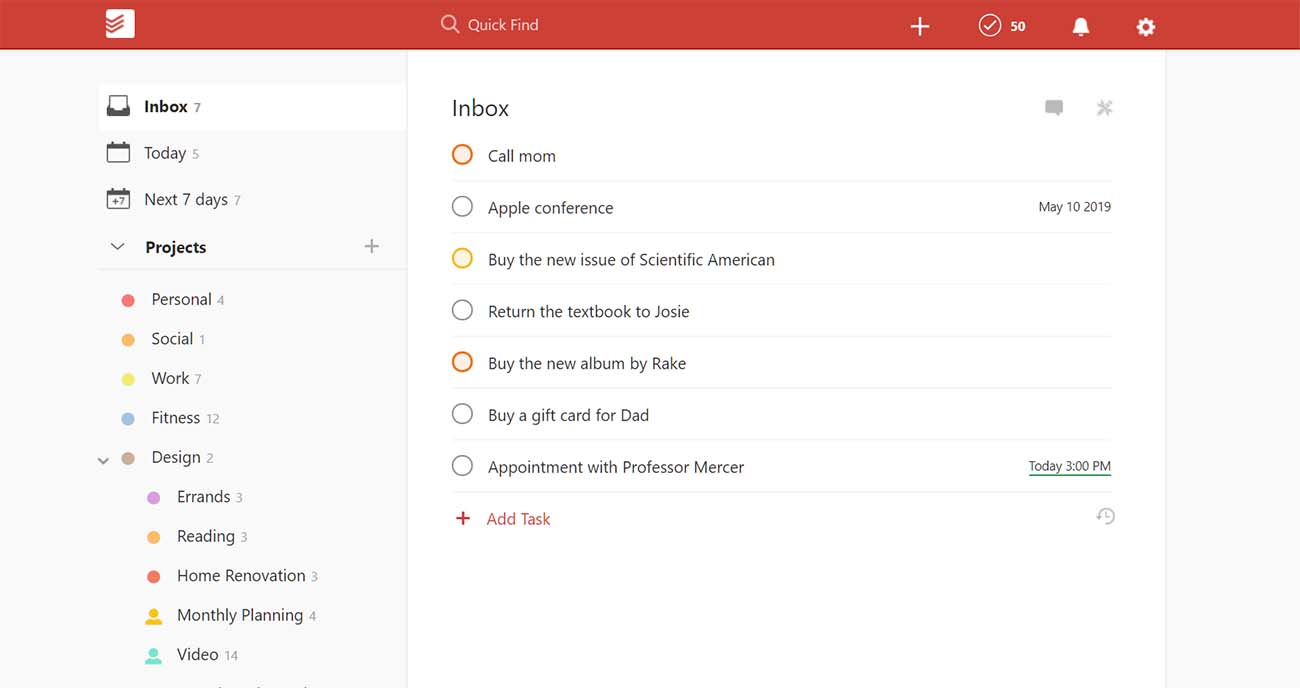 Quick Find
50
Inbox 7
Today 5
+7
Next 7 days 7
Projects
Personal 4
Social 1
Work 7
Fitness 12
Design 2
Errands 3
Reading 3
Home Renovation 3
Monthly Planning 4
Video 14
Inbox
Call mom
Apple conference May 10 2019
Buy the new issue of Scientific American
Return the textbook to Josie
Buy the new album by Rake
Buy a gift card for Dad
Appointment with Professor Mercer Today 3:00 PM
Add Task